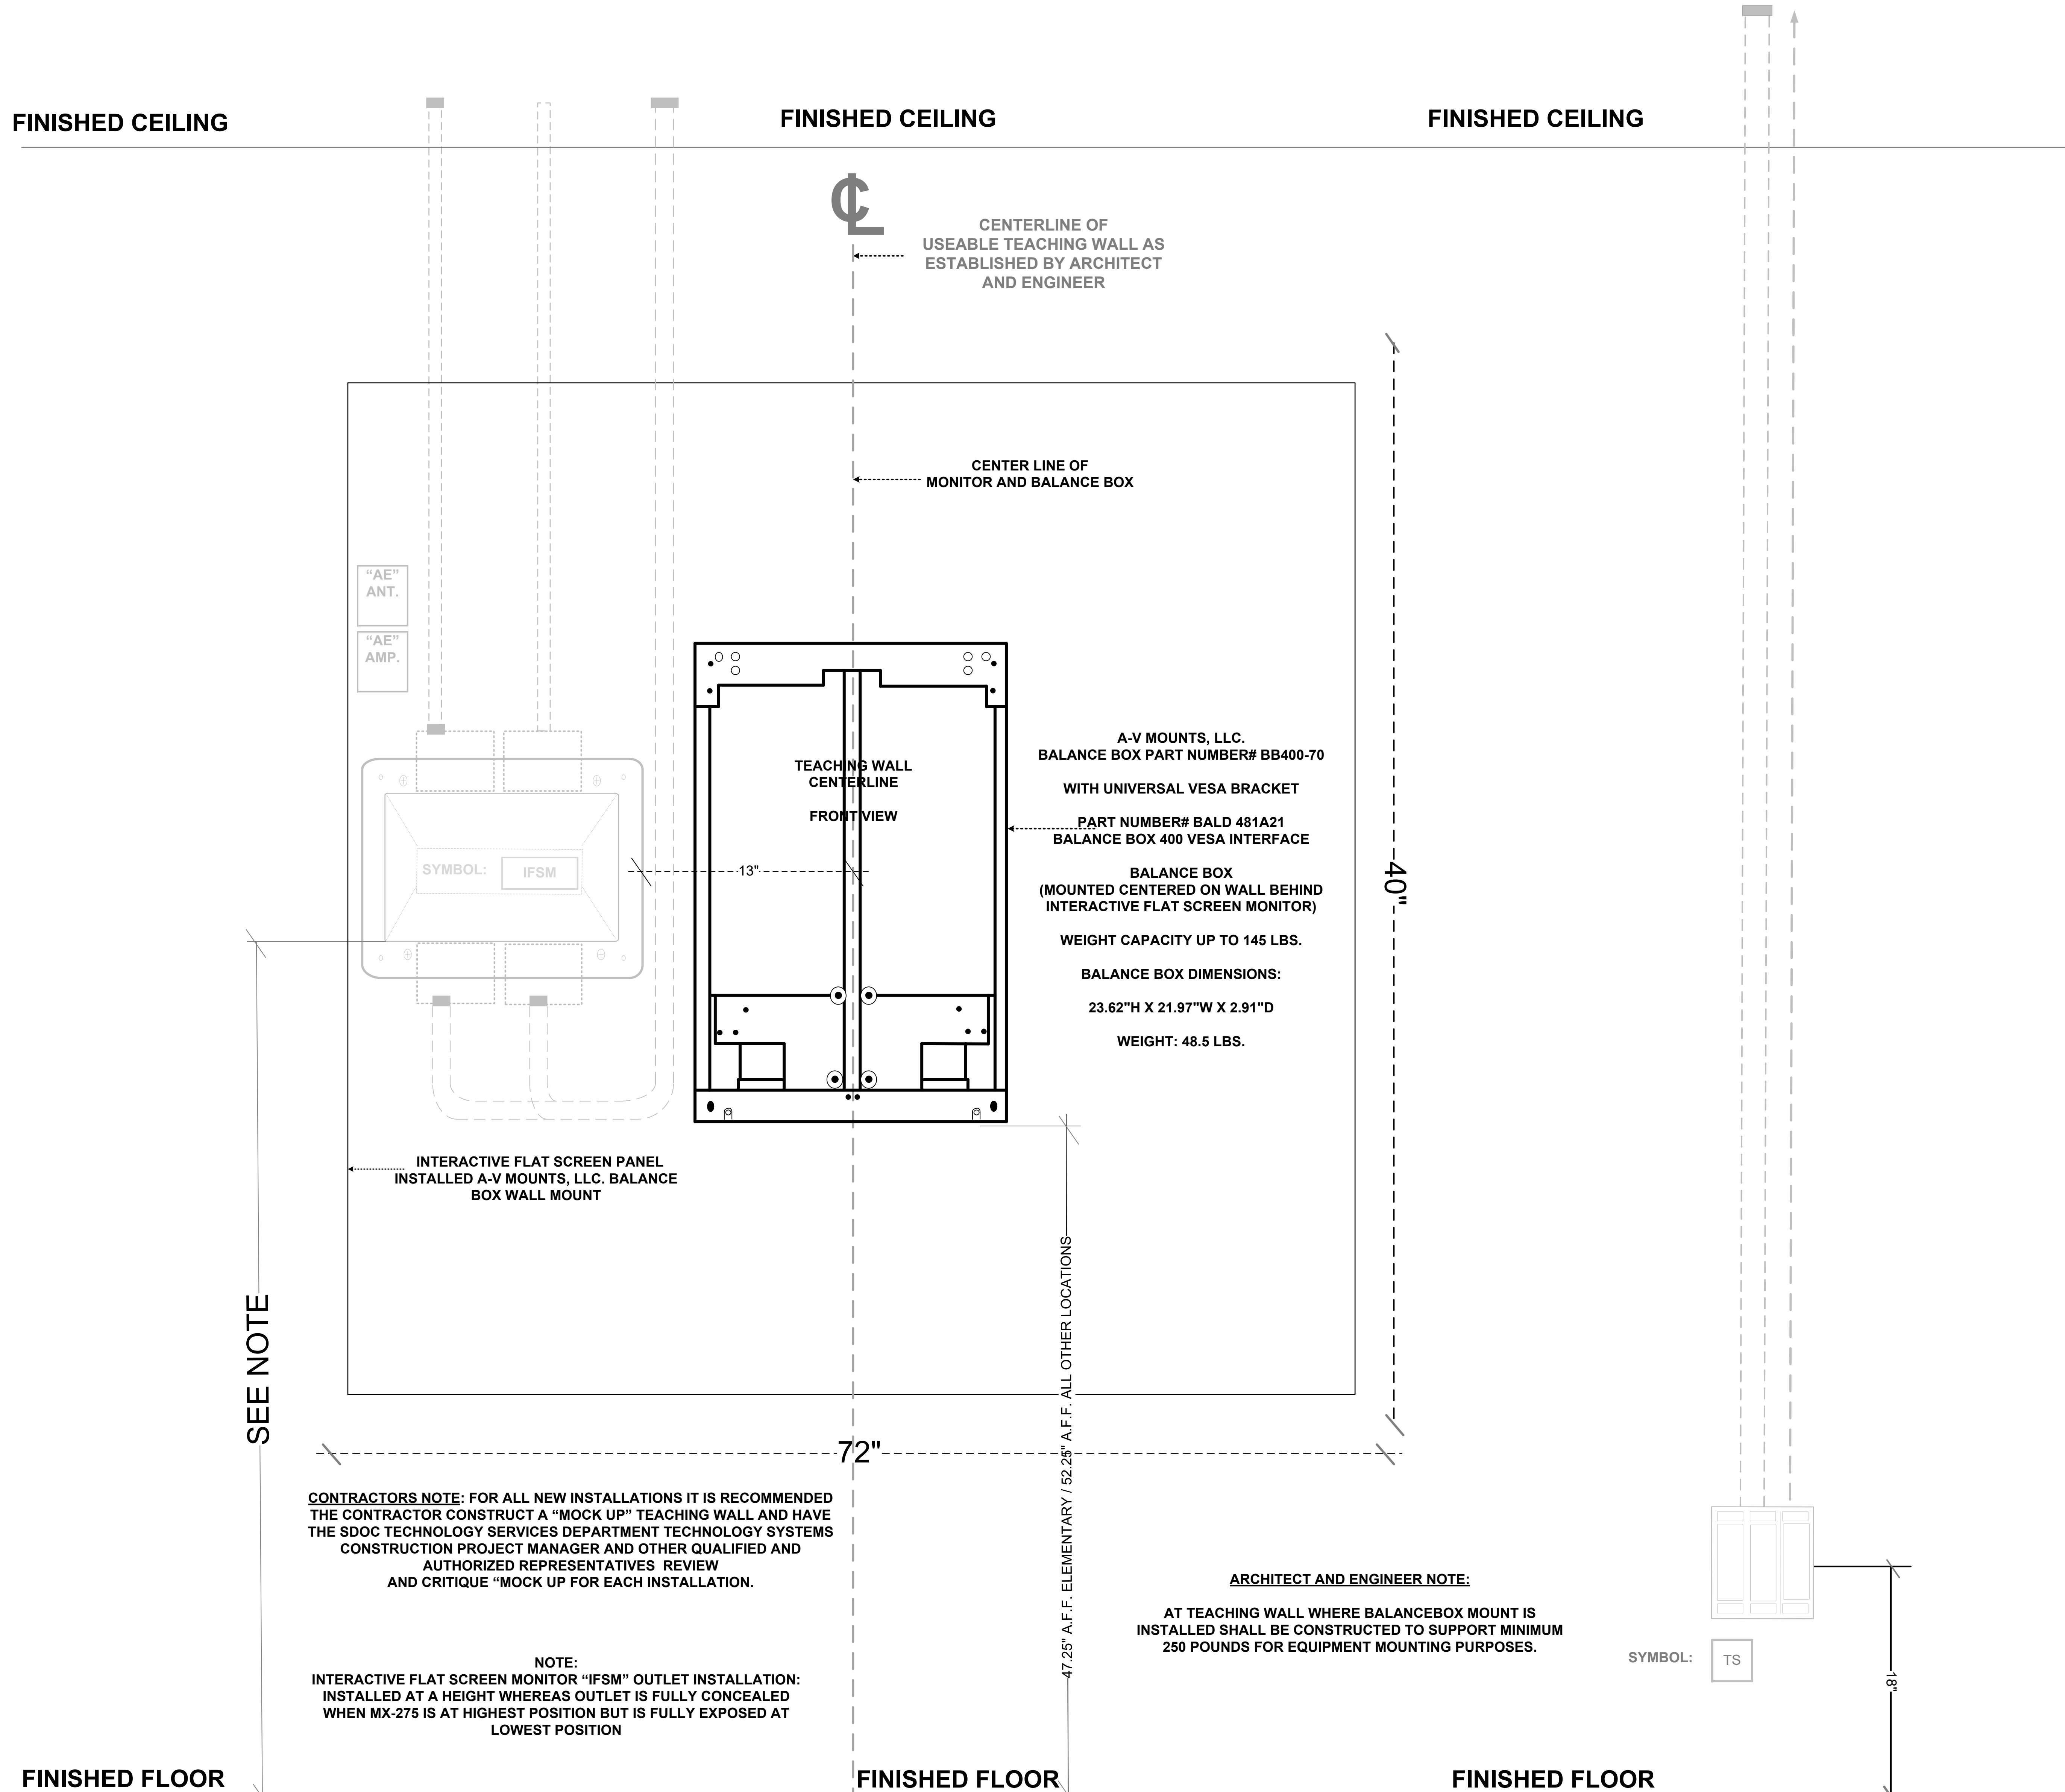 FINISHED CEILING
FINISHED CEILING
FINISHED CEILING
CL
CENTERLINE OF
USEABLE TEACHING WALL AS
ESTABLISHED BY ARCHITECT
AND ENGINEER
CENTER LINE OF
MONITOR AND BALANCE BOX
“AE”
ANT.
“AE”
AMP.
TEACHING WALL
CENTERLINE
FRONT VIEW
A-V MOUNTS, LLC.
BALANCE BOX PART NUMBER# BB400-70
WITH UNIVERSAL VESA BRACKET
PART NUMBER# BALD 481A21
BALANCE BOX 400 VESA INTERFACE
BALANCE BOX
(MOUNTED CENTERED ON WALL BEHIND
INTERACTIVE FLAT SCREEN MONITOR)
WEIGHT CAPACITY UP TO 145 LBS.
BALANCE BOX DIMENSIONS:
23.62"H X 21.97"W X 2.91"D
WEIGHT: 48.5 LBS.
SYMBOL:
IFSM
13"
40"
INTERACTIVE FLAT SCREEN PANEL
INSTALLED A-V MOUNTS, LLC. BALANCE
BOX WALL MOUNT
SEE NOTE
47.25" A.F.F. ELEMENTARY / 52.25" A.F.F. ALL OTHER LOCATIONS
72"
CONTRACTORS NOTE: FOR ALL NEW INSTALLATIONS IT IS RECOMMENDED
THE CONTRACTOR CONSTRUCT A “MOCK UP” TEACHING WALL AND HAVE
THE SDOC TECHNOLOGY SERVICES DEPARTMENT TECHNOLOGY SYSTEMS
CONSTRUCTION PROJECT MANAGER AND OTHER QUALIFIED AND
AUTHORIZED REPRESENTATIVES REVIEW
AND CRITIQUE “MOCK UP FOR EACH INSTALLATION.
NOTE:
INTERACTIVE FLAT SCREEN MONITOR “IFSM” OUTLET INSTALLATION:
INSTALLED AT A HEIGHT WHEREAS OUTLET IS FULLY CONCEALED
WHEN MX-275 IS AT HIGHEST POSITION BUT IS FULLY EXPOSED AT
LOWEST POSITION
ARCHITECT AND ENGINEER NOTE:
AT TEACHING WALL WHERE BALANCEBOX MOUNT IS
INSTALLED SHALL BE CONSTRUCTED TO SUPPORT MINIMUM
250 POUNDS FOR EQUIPMENT MOUNTING PURPOSES.
SYMBOL:
TS
18"
FINISHED FLOOR
FINISHED FLOOR
FINISHED FLOOR